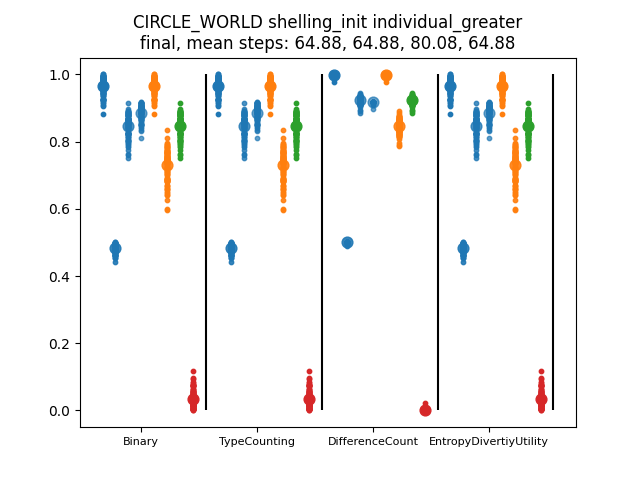 CIRCLE_WORLD shelling_init individual_greater
final, mean steps: 64.88, 64.88, 80.08, 64.88
1.0
0.8
0.6
0.4
0.2
0.0
Binary TypeCounting DifferenceCount EntropyDivertiyUtility